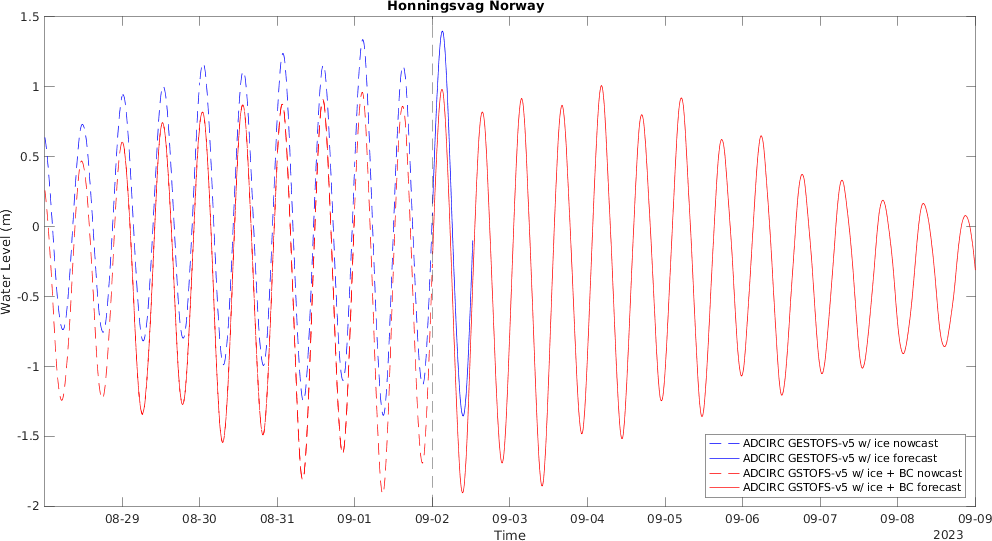 Honningsvag Norway
1.5
1
0.5
0
-0.5
-1
-1.5
-2
Water Level (m)
ADCIRC GESTOFS-v5 w/ ice nowcast
ADCIRC GESTOFS-v5 w/ ice forecast
ADCIRC GSTOFS-v5 w/ ice + BC nowcast
ADCIRC GSTOFS-v5 w/ ice + BC forecast
08-29 08-30 08-31 09-01 09-02 09-03 09-04 09-05 09-06 09-07 09-08 09-09
Time
2023